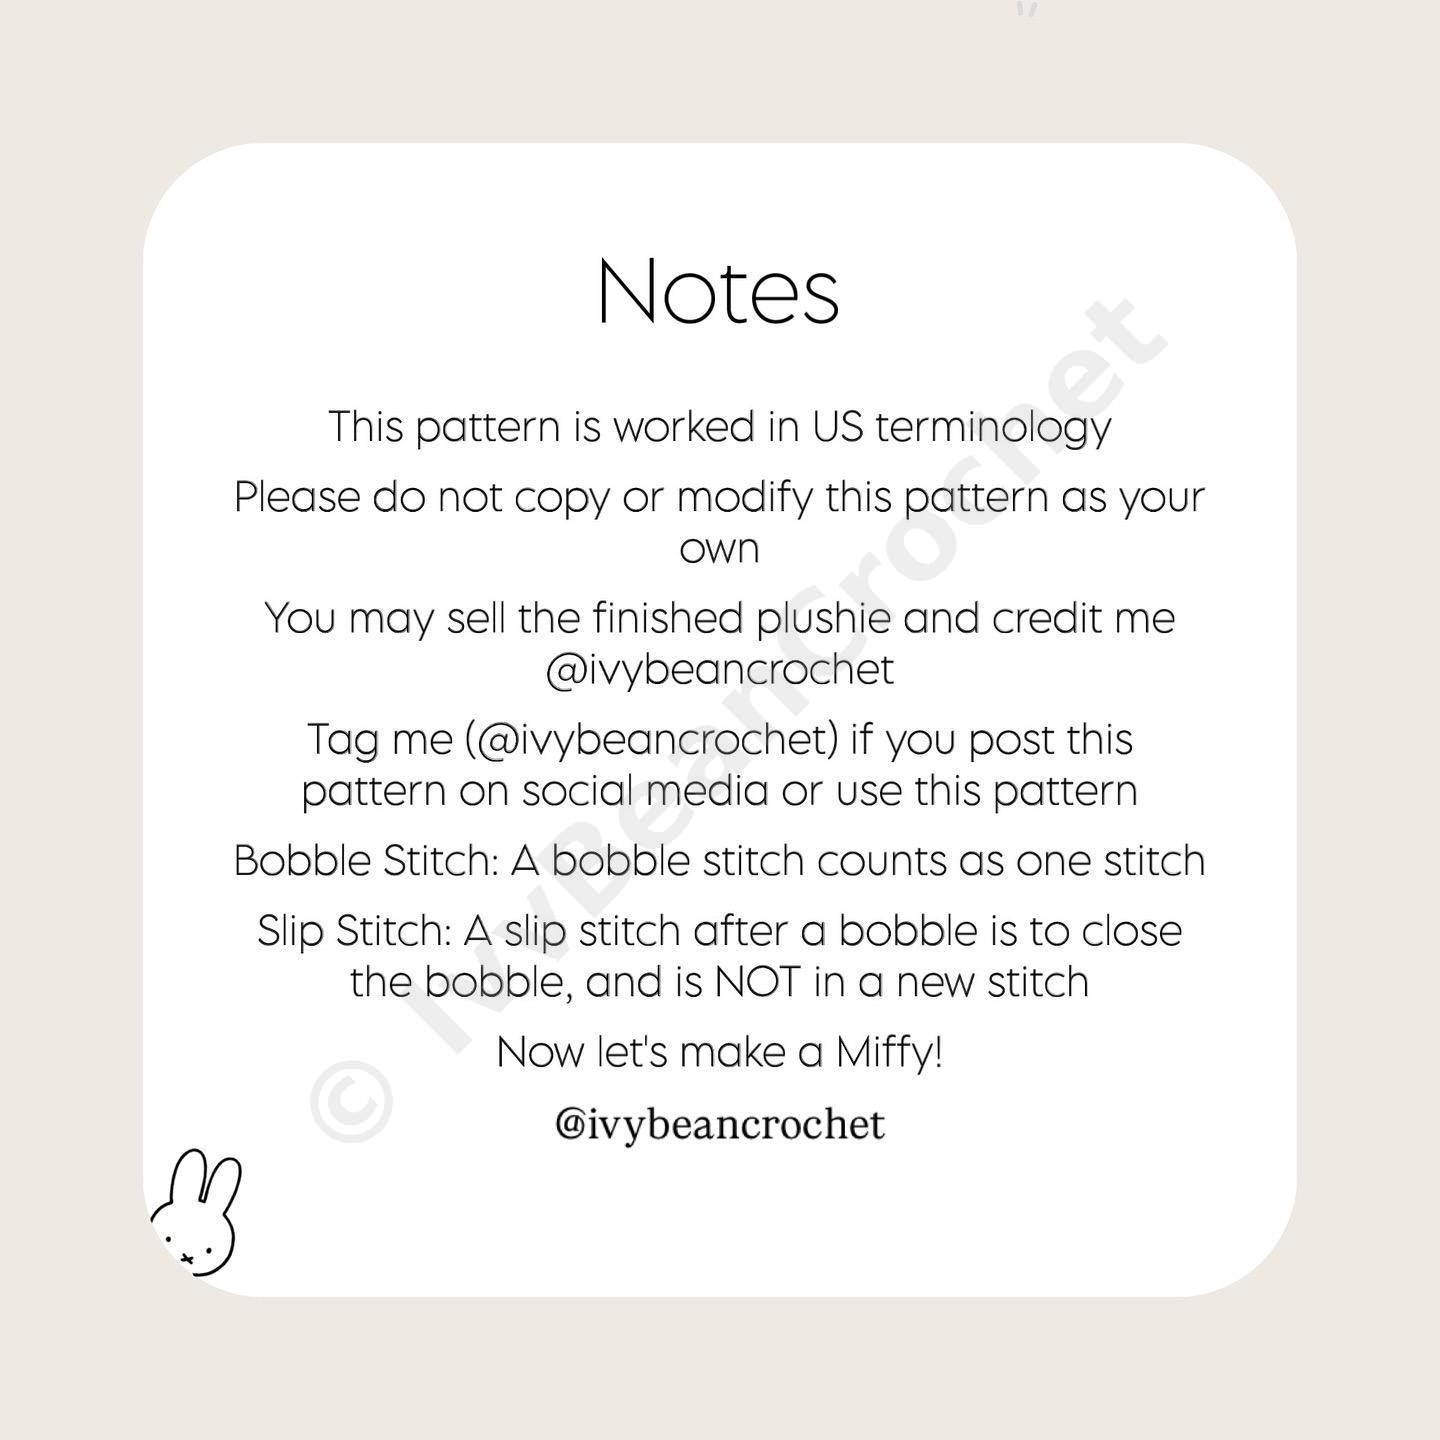 Notes
This pattern is worked in US terminology
Please do not copy or modify this pattern as your
own
You may sell the finished plushie and credit me
@ivybeancrochet
Tag me (@ivybeancrochet) if you post this
pattern on social media or use this pattern
Bobble Stitch: A bobble stitch counts as one stitch
Slip Stitch: A slip stitch after a bobble is to close
the bobble, and is NOT in a new stitch
Now let's make a Miffy!
@ivybeancrochet
© IvyBeanCrochet